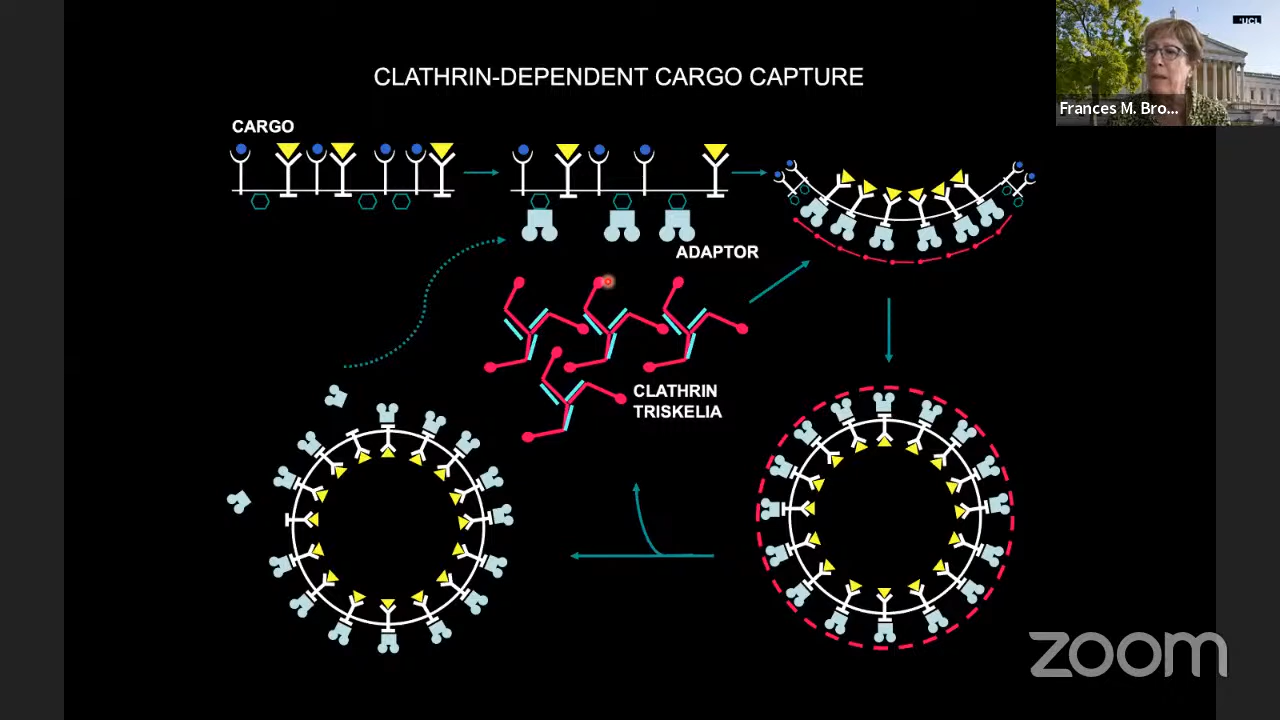 CLATHRIN-DEPENDENT CARGO CAPTURE
UCL
Frances M. Bro...
CARGO
ADAPTOR
CLATHRIN
TRISKELIA
zoom